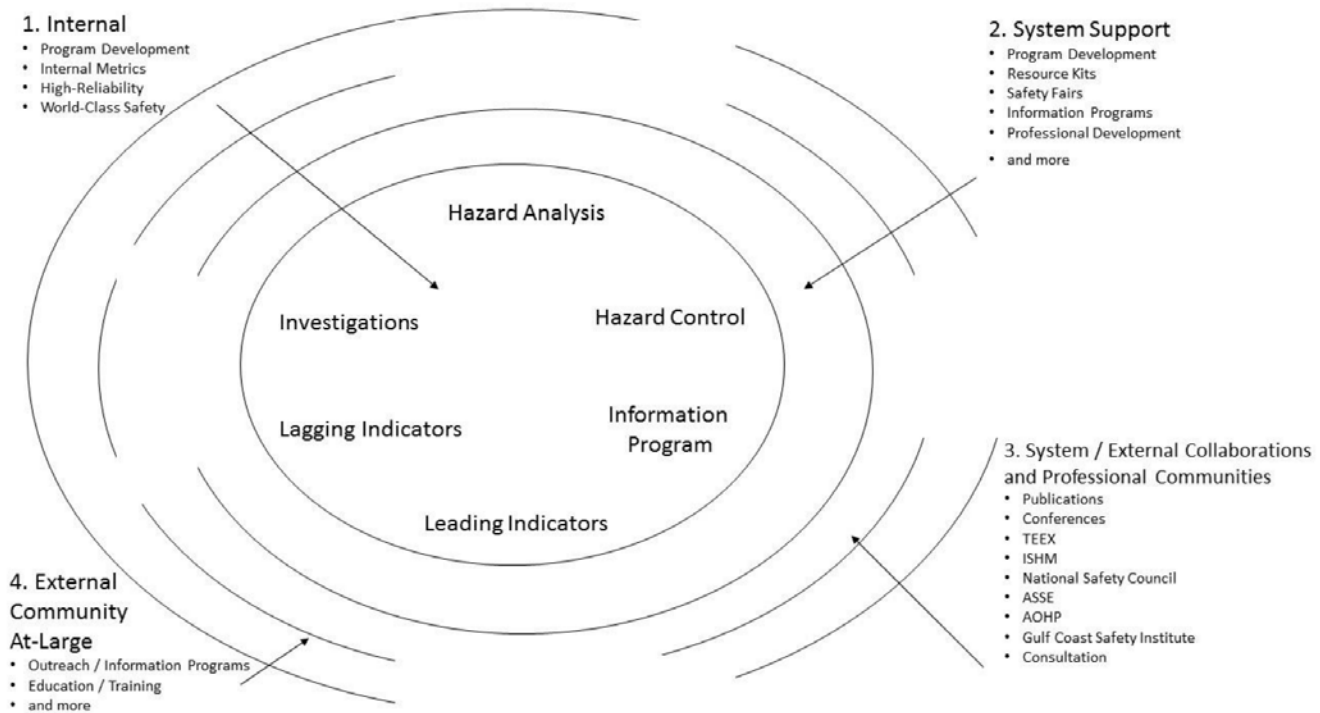 1. Internal
• Program Development
• Internal Metrics
• High-Reliability
• World-Class Safety
2. System Support
• Program Development
• Resource Kits
• Safety Fairs
• Information Programs
• Professional Development
• and more
Hazard Analysis
Investigations
Hazard Control
Lagging Indicators
Information
Program
Leading Indicators
3. System / External Collaborations
and Professional Communities
• Publications
• Conferences
• TEEX
• ISHM
• National Safety Council
• ASSE
• AOHP
• Gulf Coast Safety Institute
• Consultation
4. External
Community
At-Large
• Outreach / Information Programs
• Education / Training
• and more